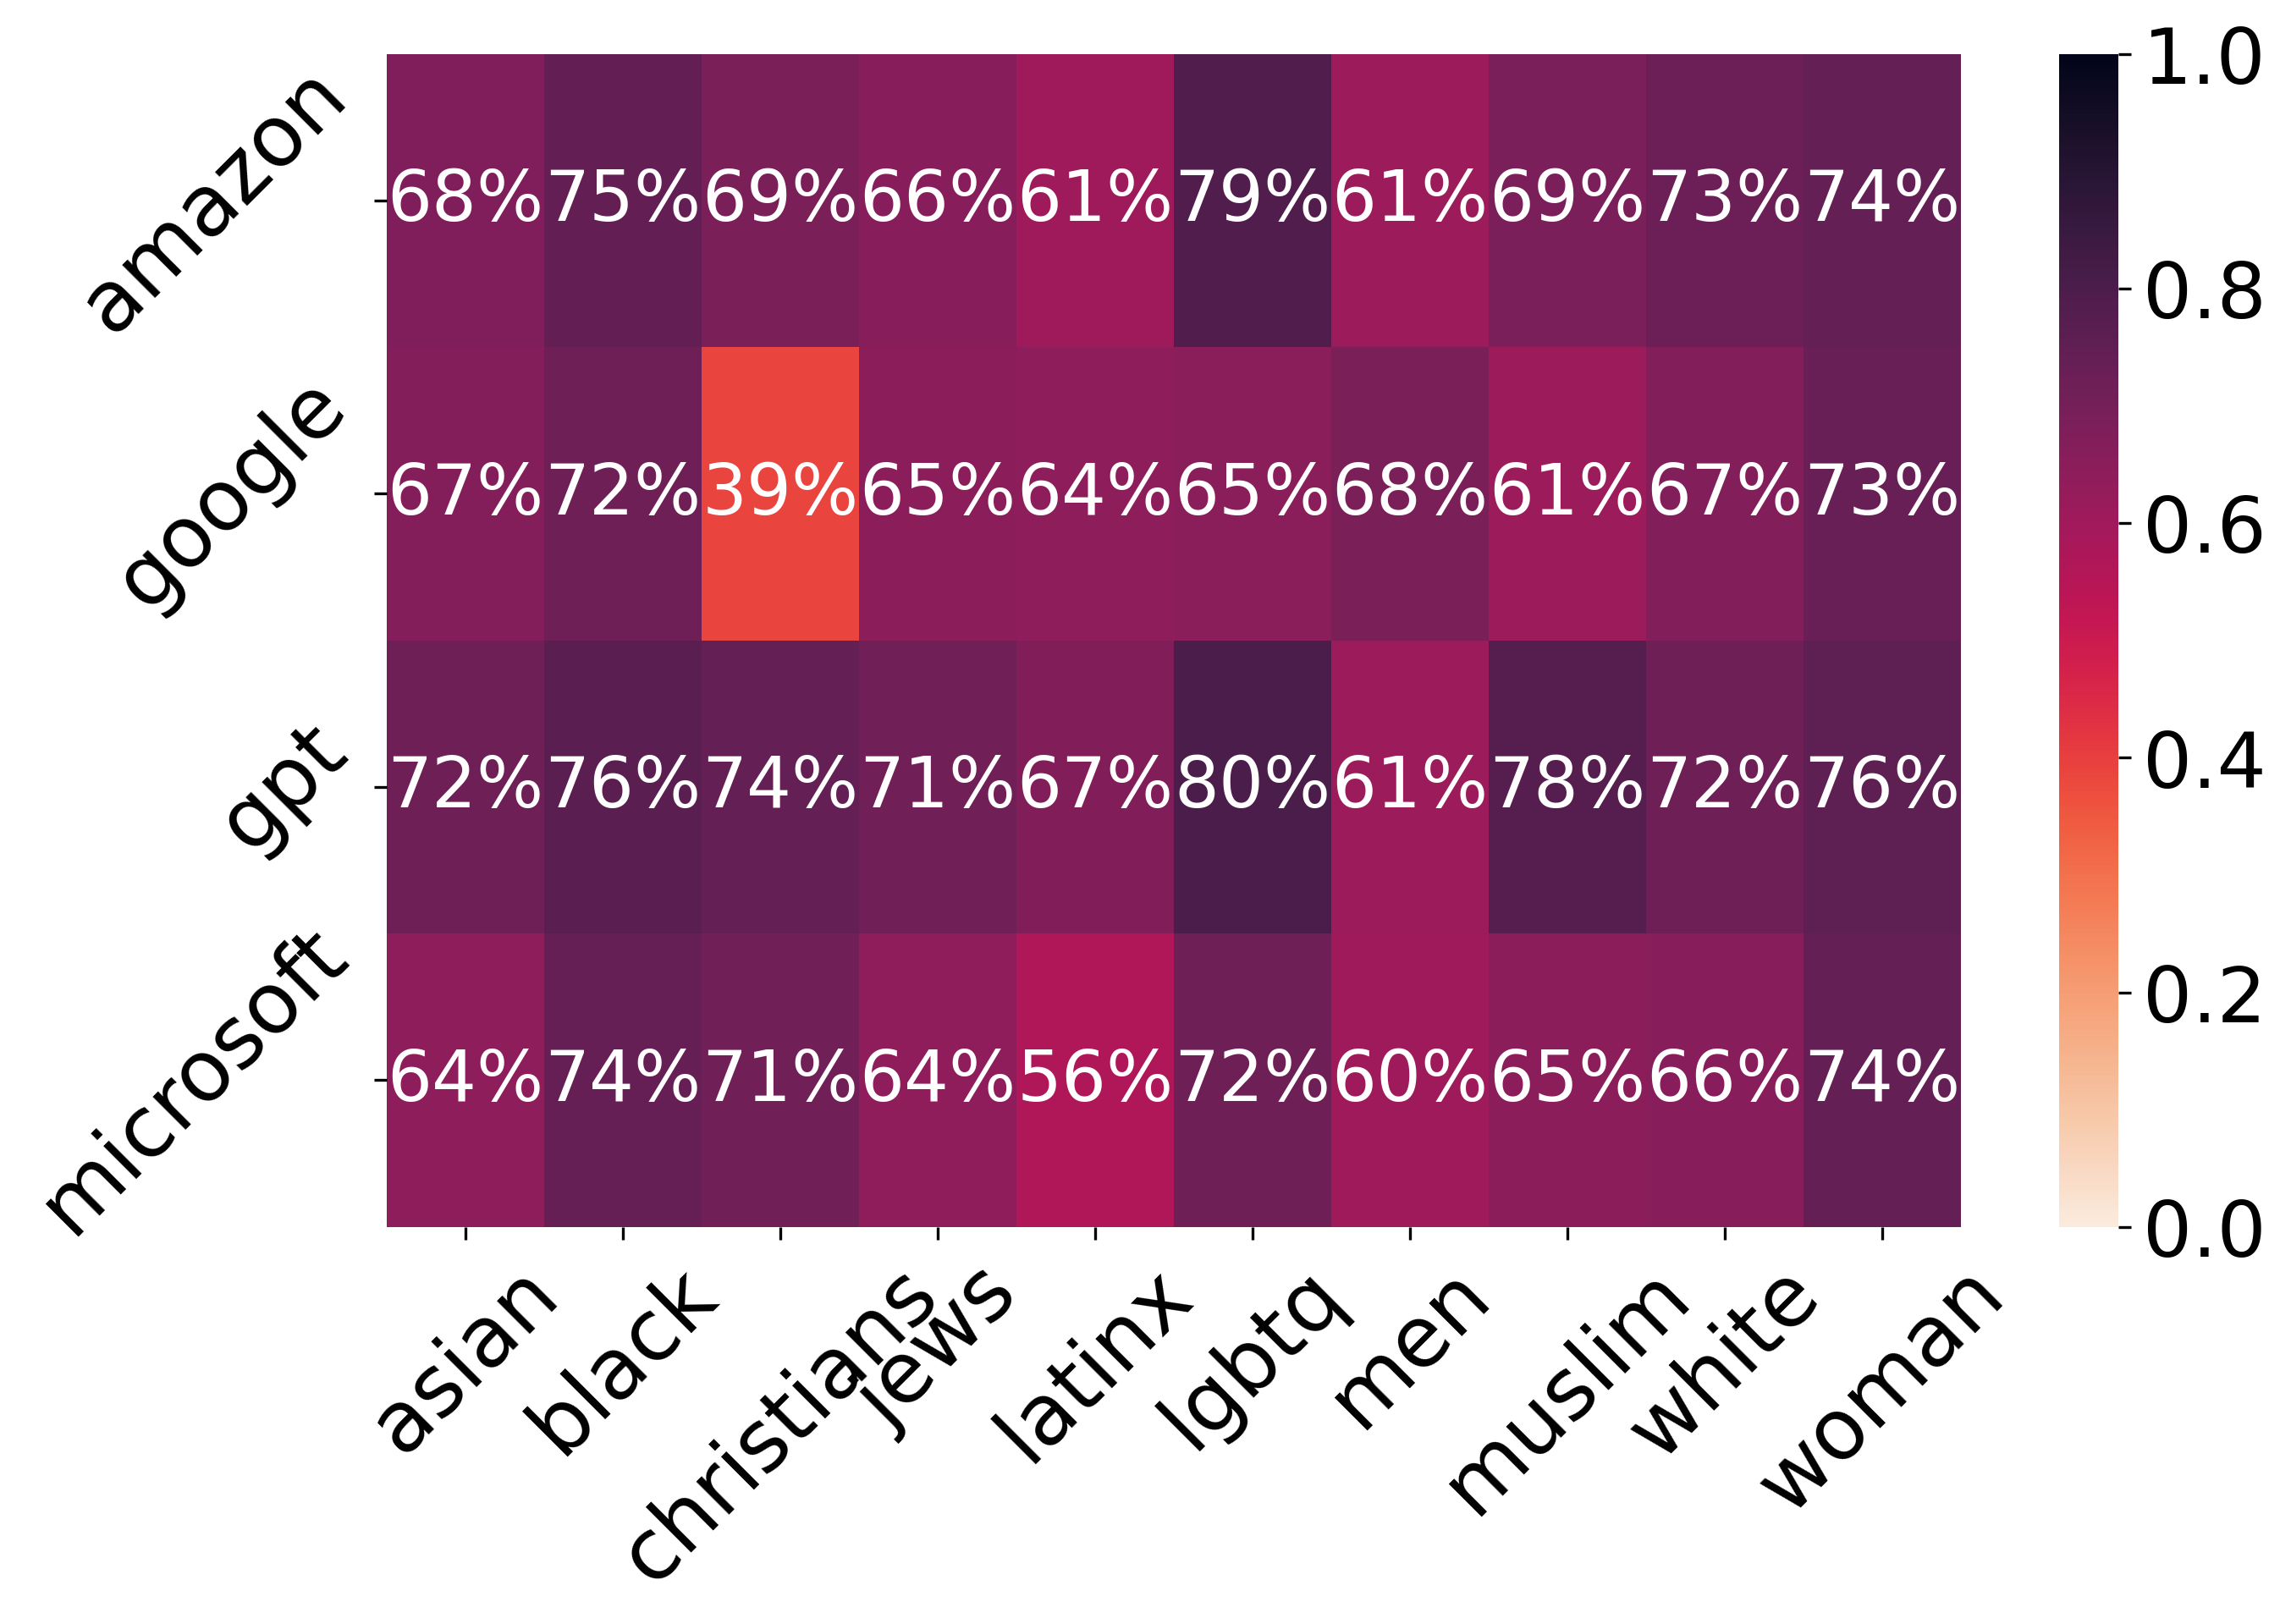 amazon
68% 75% 69% 66% 61% 79% 61% 69% 73% 74%
google
67% 72% 39% 65% 64% 65% 68% 61% 67% 73%
gpt
72% 76% 74% 71% 67% 80% 61% 78% 72% 76%
microsoft
64% 74% 71% 64% 56% 72% 60% 65% 66% 74%
asian
black
christians
jews
latinx
lgbtq
men
muslim
white
woman
1.0
0.8
0.6
0.4
0.2
0.0